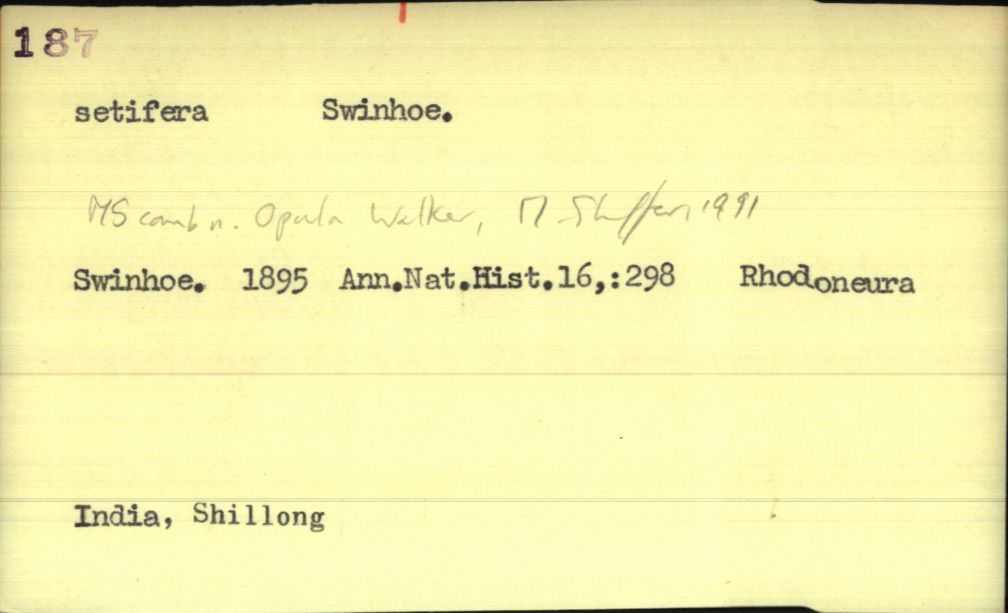 187
setifera Swinhoe.
MS comb n. Opula Walker, M. Shaffer, 1991
Swinhoe. 1895 Ann.Nat.Hist.16,:298 Rhodoneura
India, Shillong